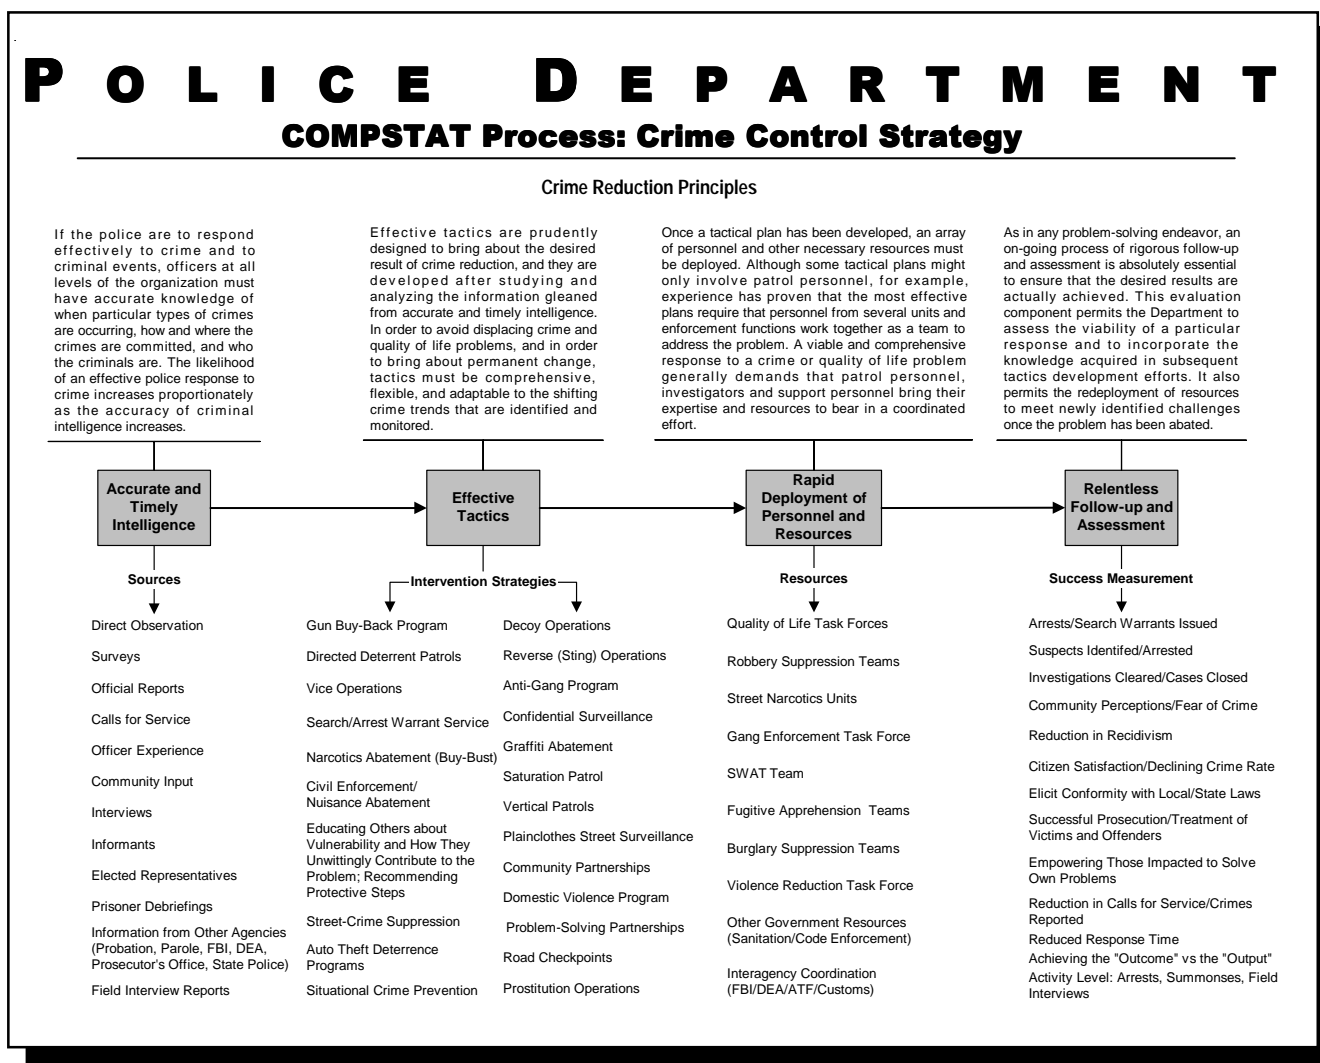 POLICE DEPARTMENT
COMPSTAT Process: Crime Control Strategy
Crime Reduction Principles
If the police are to respond
effectively to crime and to
criminal events, officers at all
levels of the organization must
have accurate knowledge of
when particular types of crimes
are occurring, how and where the
crimes are committed, and who
the criminals are. The likelihood
of an effective police response to
crime increases proportionately
as the accuracy of criminal
intelligence increases.
Effective tactics are prudently
designed to bring about the desired
result of crime reduction, and they are
developed after studying and
analyzing the information gleaned
from accurate and timely intelligence.
In order to avoid displacing crime and
quality of life problems, and in order
to bring about permanent change,
tactics must be comprehensive,
flexible, and adaptable to the shifting
crime trends that are identified and
monitored.
Once a tactical plan has been developed, an array
of personnel and other necessary resources must
be deployed. Although some tactical plans might
only involve patrol personnel, for example,
experience has proven that the most effective
plans require that personnel from several units and
enforcement functions work together as a team to
address the problem. A viable and comprehensive
response to a crime or quality of life problem
generally demands that patrol personnel,
investigators and support personnel bring their
expertise and resources to bear in a coordinated
effort.
As in any problem-solving endeavor, an
on-going process of rigorous follow-up
and assessment is absolutely essential
to ensure that the desired results are
actually achieved. This evaluation
component permits the Department to
assess the viability of a particular
response and to incorporate the
knowledge acquired in subsequent
tactics development efforts. It also
permits the redeployment of resources
to meet newly identified challenges
once the problem has been abated.
Accurate and
Timely
Intelligence
Effective
Tactics
Rapid
Deployment of
Personnel and
Resources
Relentless
Follow-up and
Assessment
Sources
Direct Observation
Surveys
Official Reports
Calls for Service
Officer Experience
Community Input
Interviews
Informants
Elected Representatives
Prisoner Debriefings
Information from Other Agencies
(Probation, Parole, FBI, DEA,
Prosecutor's Office, State Police)
Field Interview Reports
Intervention Strategies
Gun Buy-Back Program
Directed Deterrent Patrols
Vice Operations
Search/Arrest Warrant Service
Narcotics Abatement (Buy-Bust)
Civil Enforcement/
Nuisance Abatement
Educating Others about
Vulnerability and How They
Unwittingly Contribute to the
Problem; Recommending
Protective Steps
Street-Crime Suppression
Auto Theft Deterrence
Programs
Situational Crime Prevention
Decoy Operations
Reverse (Sting) Operations
Anti-Gang Program
Confidential Surveillance
Graffiti Abatement
Saturation Patrol
Vertical Patrols
Plainclothes Street Surveillance
Community Partnerships
Domestic Violence Program
Problem-Solving Partnerships
Road Checkpoints
Prostitution Operations
Resources
Quality of Life Task Forces
Robbery Suppression Teams
Street Narcotics Units
Gang Enforcement Task Force
SWAT Team
Fugitive Apprehension Teams
Burglary Suppression Teams
Violence Reduction Task Force
Other Government Resources
(Sanitation/Code Enforcement)
Interagency Coordination
(FBI/DEA/ATF/Customs)
Success Measurement
Arrests/Search Warrants Issued
Suspects Identifed/Arrested
Investigations Cleared/Cases Closed
Community Perceptions/Fear of Crime
Reduction in Recidivism
Citizen Satisfaction/Declining Crime Rate
Elicit Conformity with Local/State Laws
Successful Prosecution/Treatment of
Victims and Offenders
Empowering Those Impacted to Solve
Own Problems
Reduction in Calls for Service/Crimes
Reported
Reduced Response Time
Achieving the "Outcome" vs the "Output"
Activity Level: Arrests, Summonses, Field
Interviews